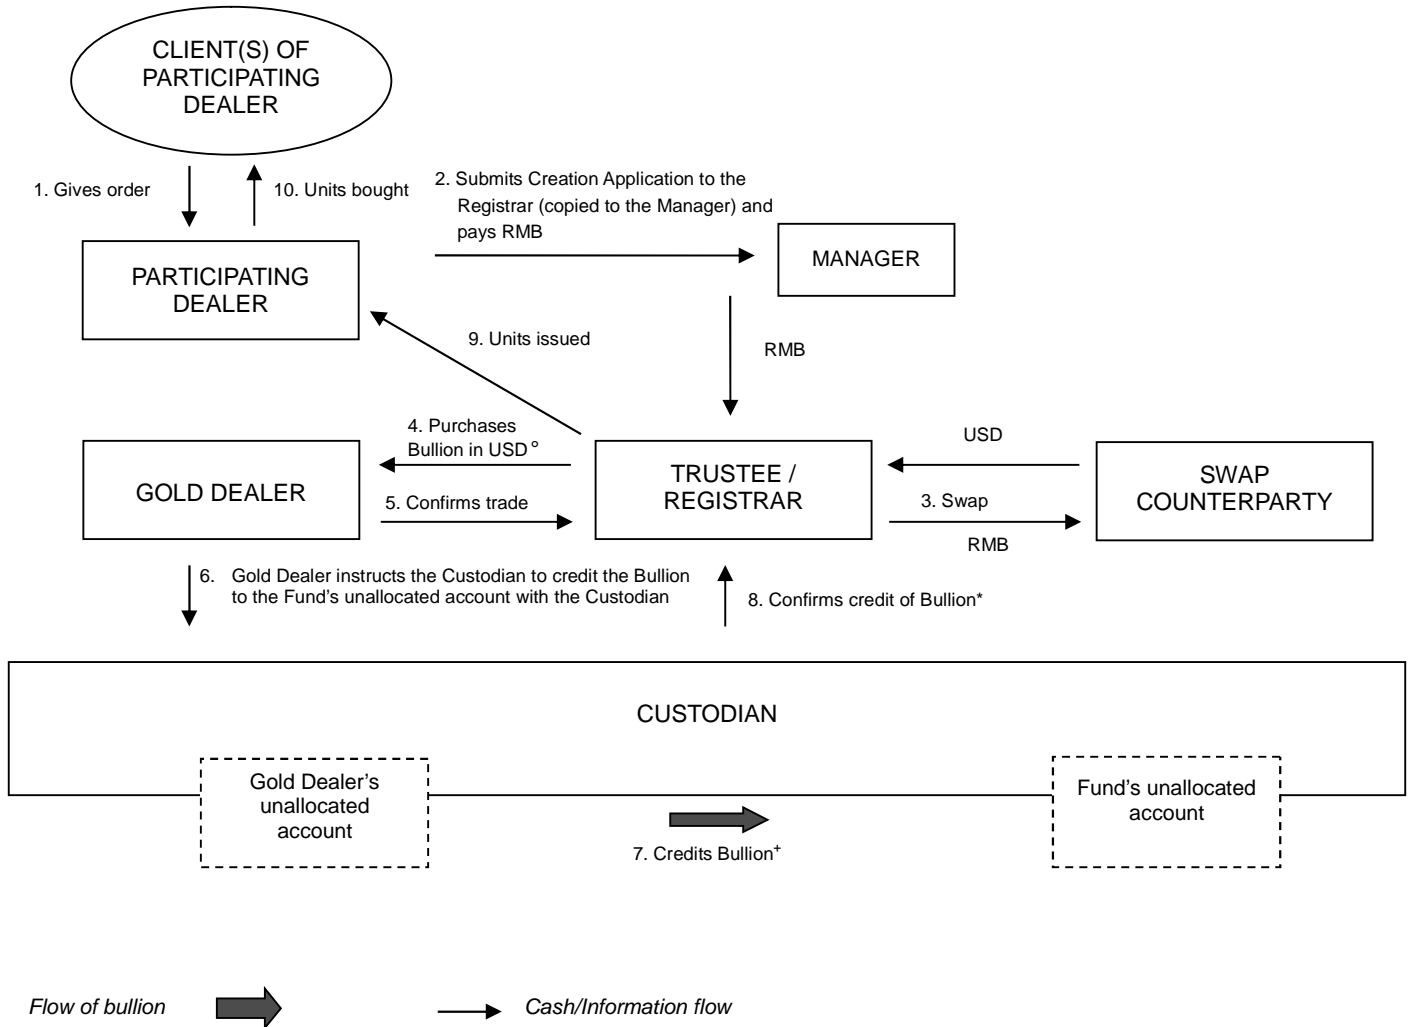 CLIENT(S) OF
PARTICIPATING
DEALER
1. Gives order
10. Units bought
2. Submits Creation Application to the
Registrar (copied to the Manager) and
pays RMB
MANAGER
PARTICIPATING
DEALER
9. Units issued
RMB
4. Purchases
Bullion in USD°
USD
GOLD DEALER
TRUSTEE /
REGISTRAR
SWAP
COUNTERPARTY
5. Confirms trade
3. Swap
RMB
6. Gold Dealer instructs the Custodian to credit the Bullion
to the Fund’s unallocated account with the Custodian
8. Confirms credit of Bullion*
CUSTODIAN
Gold Dealer’s
unallocated
account
Fund’s unallocated
account
7. Credits Bullion⁺
Flow of bullion
Cash/Information flow